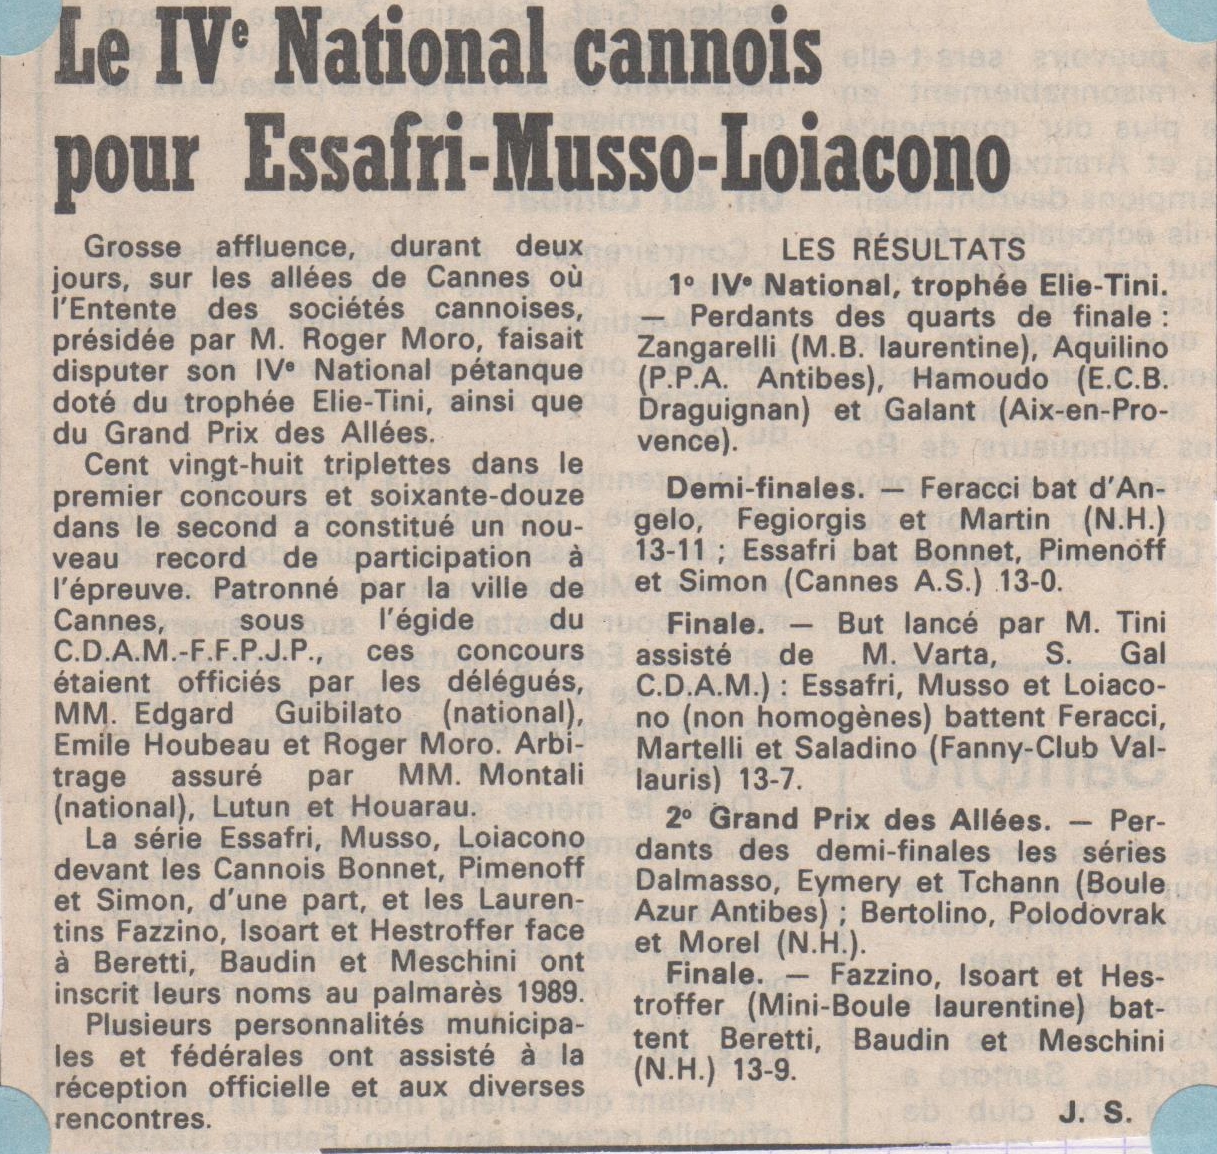 Le IVe National cannois
pour Essafri-Musso-Loiacono
Grosse affluence, durant deux
jours, sur les allées de Cannes où
l'Entente des sociétés cannoises,
présidée par M. Roger Moro, faisait
disputer son IVe National pétanque
doté du trophée Elie-Tini, ainsi que
du Grand Prix des Allées.
Cent vingt-huit triplettes dans le
premier concours et soixante-douze
dans le second a constitué un nou-
veau record de participation à
l'épreuve. Patronné par la ville de
Cannes, sous l'égide du
C.D.A.M.-F.F.P.J.P., ces concours
étaient officiés par les délégués,
MM. Edgard Guibilato (national),
Emile Houbeau et Roger Moro. Arbi-
trage assuré par MM. Montali
(national), Lutun et Houarau.
La série Essafri, Musso, Loiacono
devant les Cannois Bonnet, Pimenoff
et Simon, d'une part, et les Lauren-
tins Fazzino, Isoart et Hestroffer face
à Beretti, Baudin et Meschini ont
inscrit leurs noms au palmarès 1989.
Plusieurs personnalités municipa-
les et fédérales ont assisté à la
réception officielle et aux diverses
rencontres.
LES RÉSULTATS
1° IVe National, trophée Elie-Tini.
— Perdants des quarts de finale :
Zangarelli (M.B. laurentine), Aquilino
(P.P.A. Antibes), Hamoudo (E.C.B.
Draguignan) et Galant (Aix-en-Pro-
vence).
Demi-finales. — Feracci bat d'An-
gelo, Fegiorgis et Martin (N.H.)
13-11 ; Essafri bat Bonnet, Pimenoff
et Simon (Cannes A.S.) 13-0.
Finale. — But lancé par M. Tini
assisté de M. Varta, S. Gal
C.D.A.M.) : Essafri, Musso et Loiaco-
no (non homogènes) battent Feracci,
Martelli et Saladino (Fanny-Club Val-
lauris) 13-7.
2° Grand Prix des Allées. — Per-
dants des demi-finales les séries
Dalmasso, Eymery et Tchann (Boule
Azur Antibes) ; Bertolino, Polodovrak
et Morel (N.H.).
Finale. — Fazzino, Isoart et Hes-
troffer (Mini-Boule laurentine) bat-
tent Beretti, Baudin et Meschini
(N.H.) 13-9.
J. S.